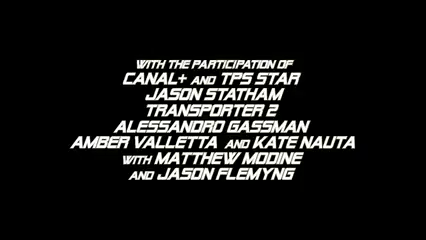 WITH THE PARTICIPATION OF
CANAL+ AND TPS STAR
JASON STATHAM
TRANSPORTER 2
ALESSANDRO GASSMAN
AMBER VALLETTA AND KATE NAUTA
WITH MATTHEW MODINE
AND JASON FLEMYNG